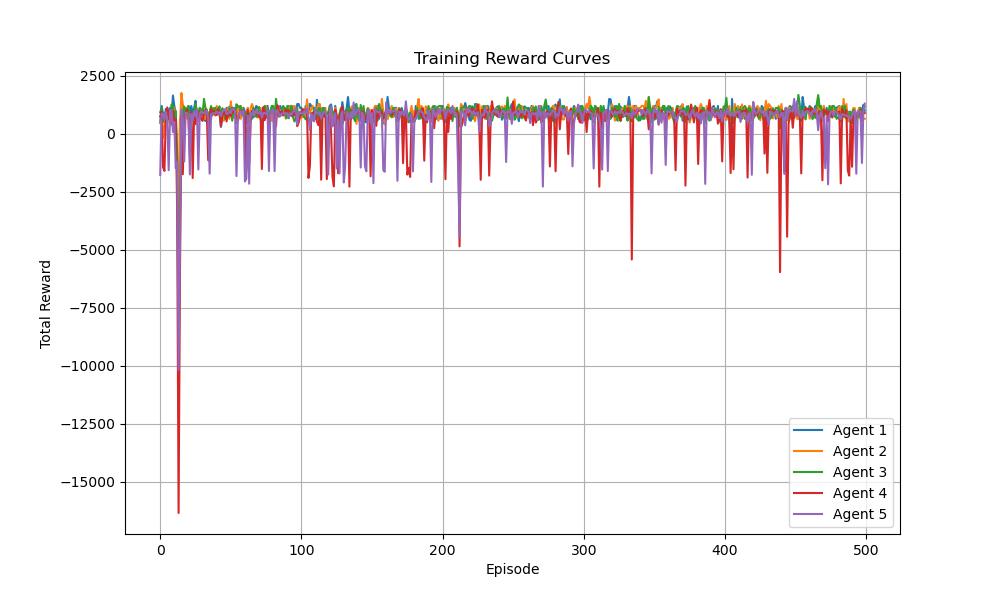 Training Reward Curves
Total Reward
2500
0
−2500
−5000
−7500
−10000
−12500
−15000
0
100
200
300
400
500
Episode
Agent 1
Agent 2
Agent 3
Agent 4
Agent 5